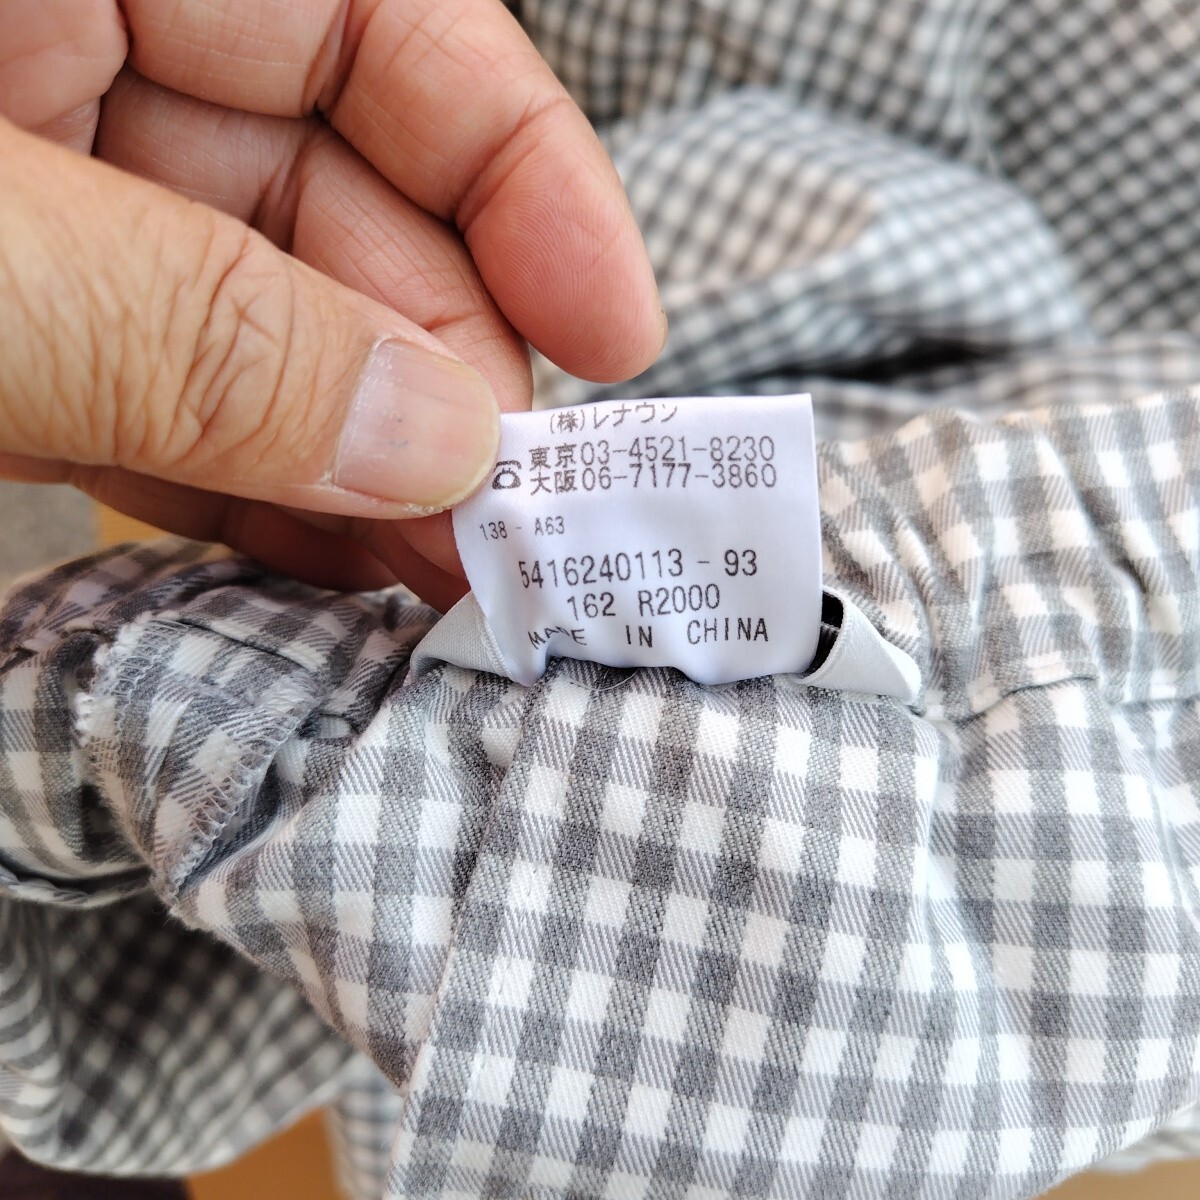 (株)レナウン
☎ 東京03-4521-8230
大阪06-7177-3860
138 - A63
5416240113 - 93
162 R2000
MADE IN CHINA